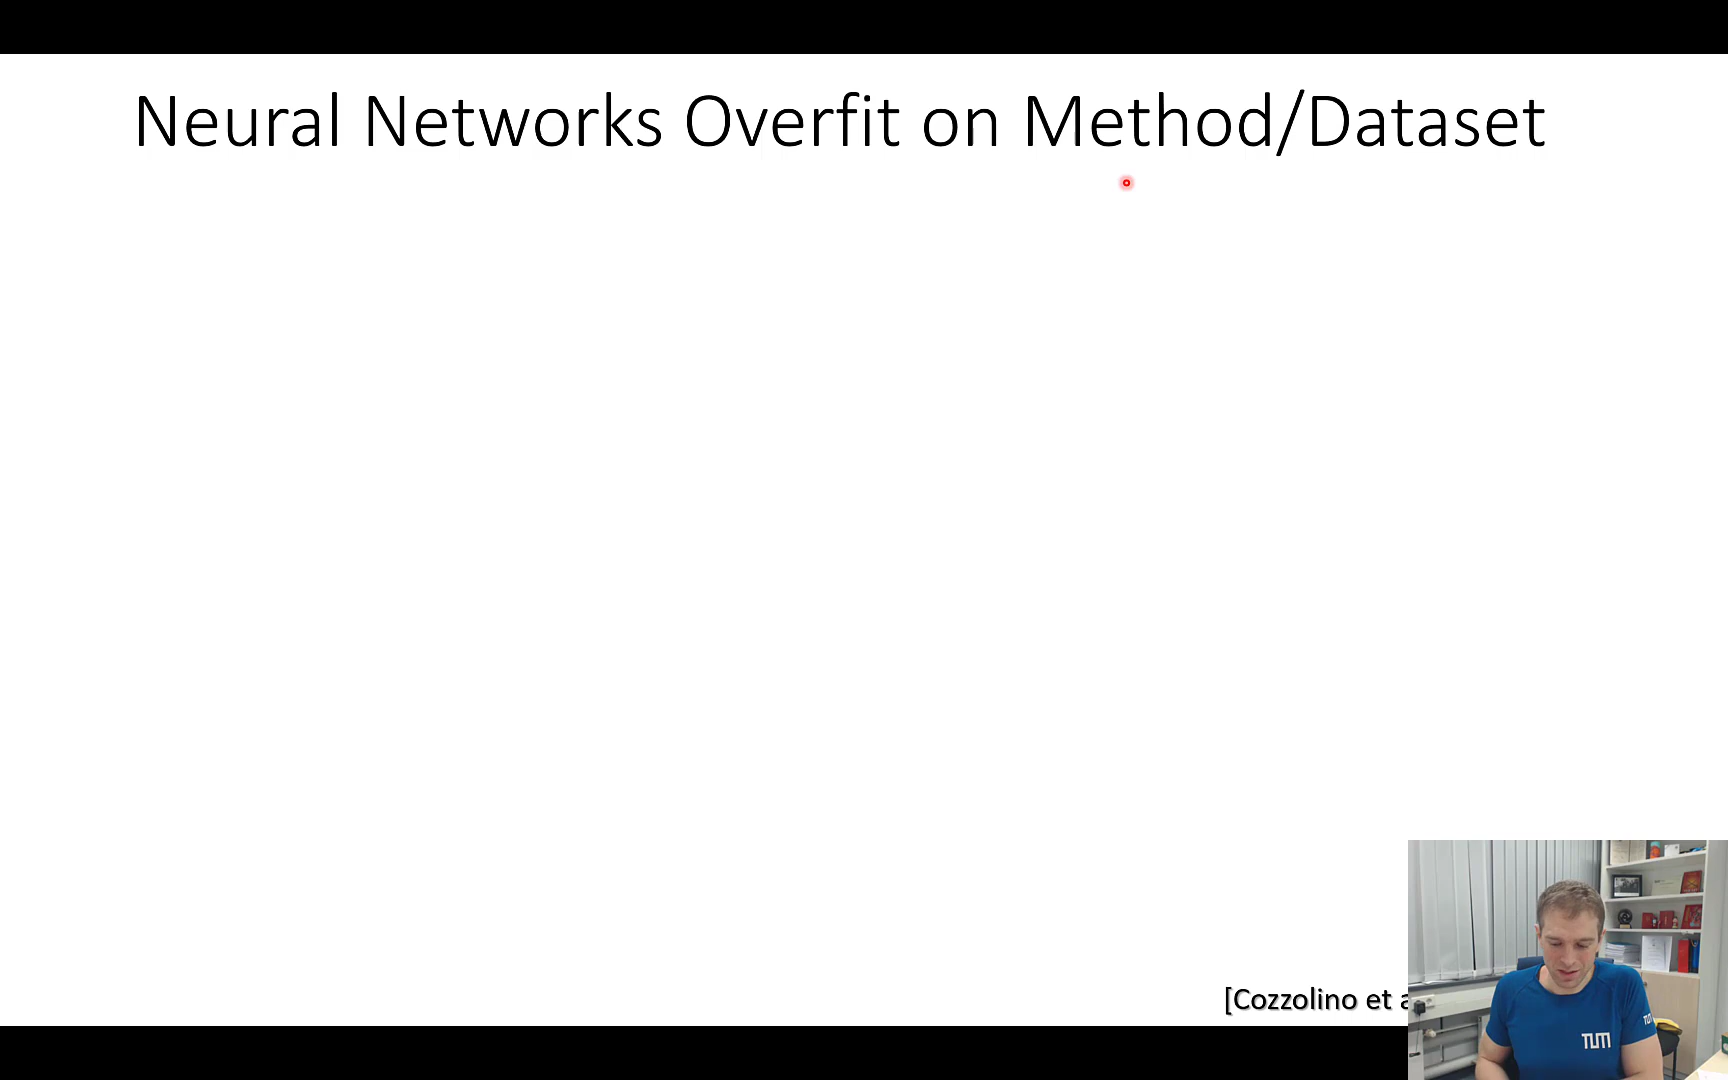 Neural Networks Overfit on Method/Dataset
[Cozzolino et a
TUM